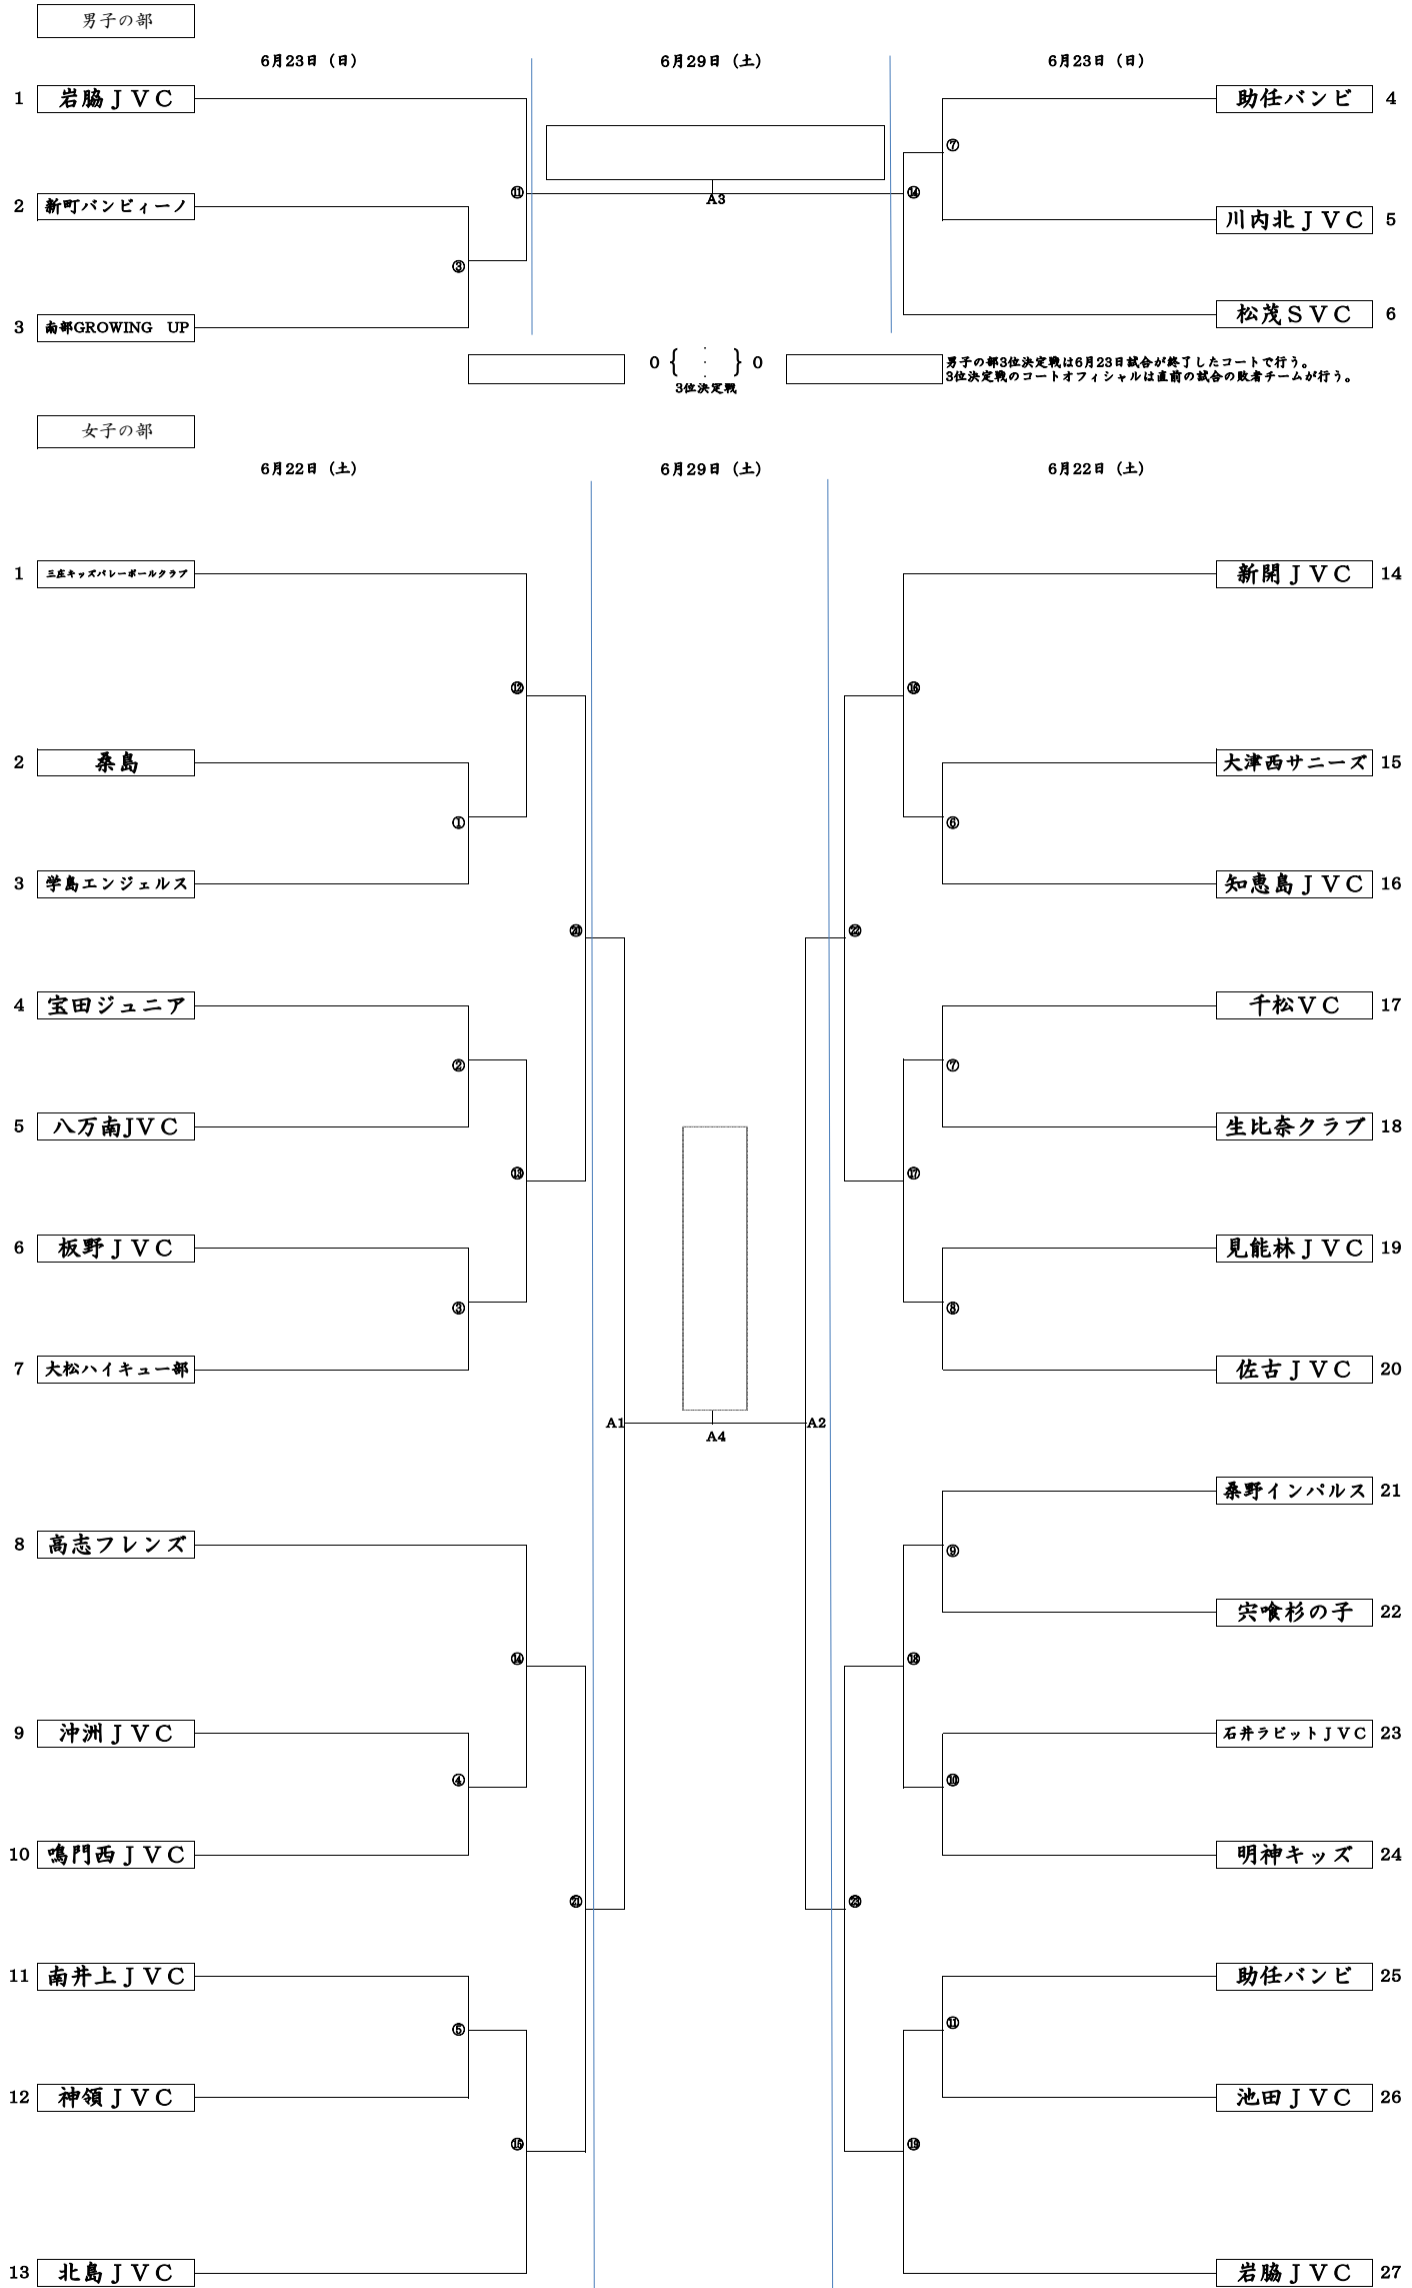 男子の部
6月23日（日） 6月29日（土） 6月23日（日）
1 岩脇ＪＶＣ 助任バンビ 4
⑦
2 新町バンビィーノ ⑪ A3 ⑭
川内北ＪＶＣ 5
③
3 南部GROWING　UP 松茂ＳＶＣ 6
0 { : } 0
男子の部3位決定戦は6月23日試合が終了したコートで行う。
3位決定戦のコートオフィシャルは直前の試合の敗者チームが行う。
3位決定戦
女子の部
6月22日（土） 6月29日（土） 6月22日（土）
1 三庄キッズバレーボールクラブ 新開ＪＶＣ 14
⑫ ⑯
2 桑島 大津西サニーズ 15
① ⑥
3 学島エンジェルス 知恵島ＪＶＣ 16
⑳ ㉒
4 宝田ジュニア 千松ＶＣ 17
② ⑦
5 八万南JＶＣ 生比奈クラブ 18
⑬ ⑰
6 板野ＪＶＣ 見能林ＪＶＣ 19
③ ⑧
7 大松ハイキュー部 佐古ＪＶＣ 20
A1 A4 A2
桑野インパルス 21
8 高志フレンズ ⑨
宍喰杉の子 22
⑭ ⑱
9 沖洲ＪＶＣ 石井ラビットＪＶＣ 23
④ ⑩
10 鳴門西ＪＶＣ 明神キッズ 24
㉑ ㉓
11 南井上ＪＶＣ 助任バンビ 25
⑤ ⑪
12 神領ＪＶＣ 池田ＪＶＣ 26
⑮ ⑲
13 北島ＪＶＣ 岩脇ＪＶＣ 27